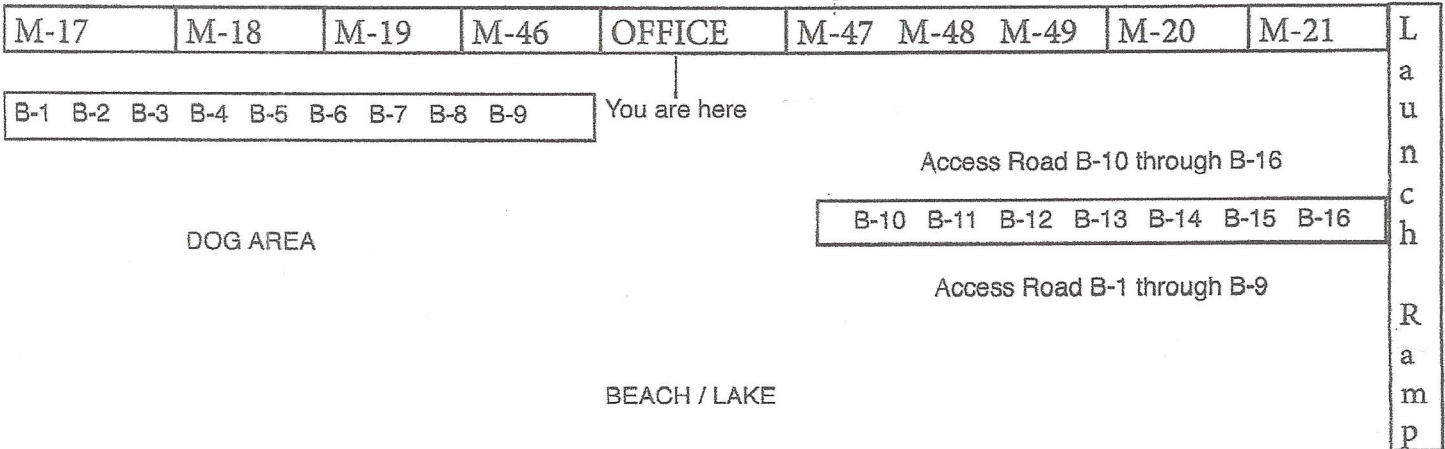 M-17 M-18 M-19 M-46 OFFICE M-47 M-48 M-49 M-20 M-21
You are here
B-1 B-2 B-3 B-4 B-5 B-6 B-7 B-8 B-9
Access Road B-10 through B-16
B-10 B-11 B-12 B-13 B-14 B-15 B-16
DOG AREA
Access Road B-1 through B-9
BEACH / LAKE
Launch Ramp